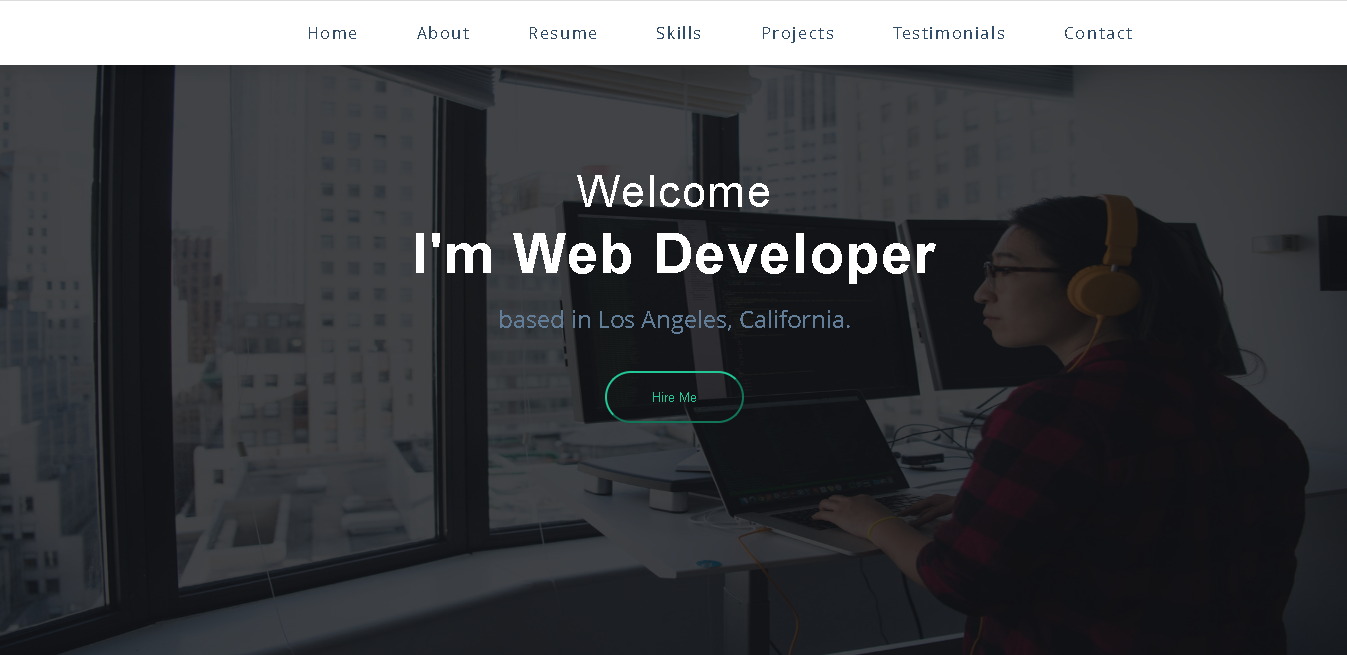 Home About Resume Skills Projects Testimonials Contact
Welcome
I'm Web Developer
based in Los Angeles, California.
Hire Me